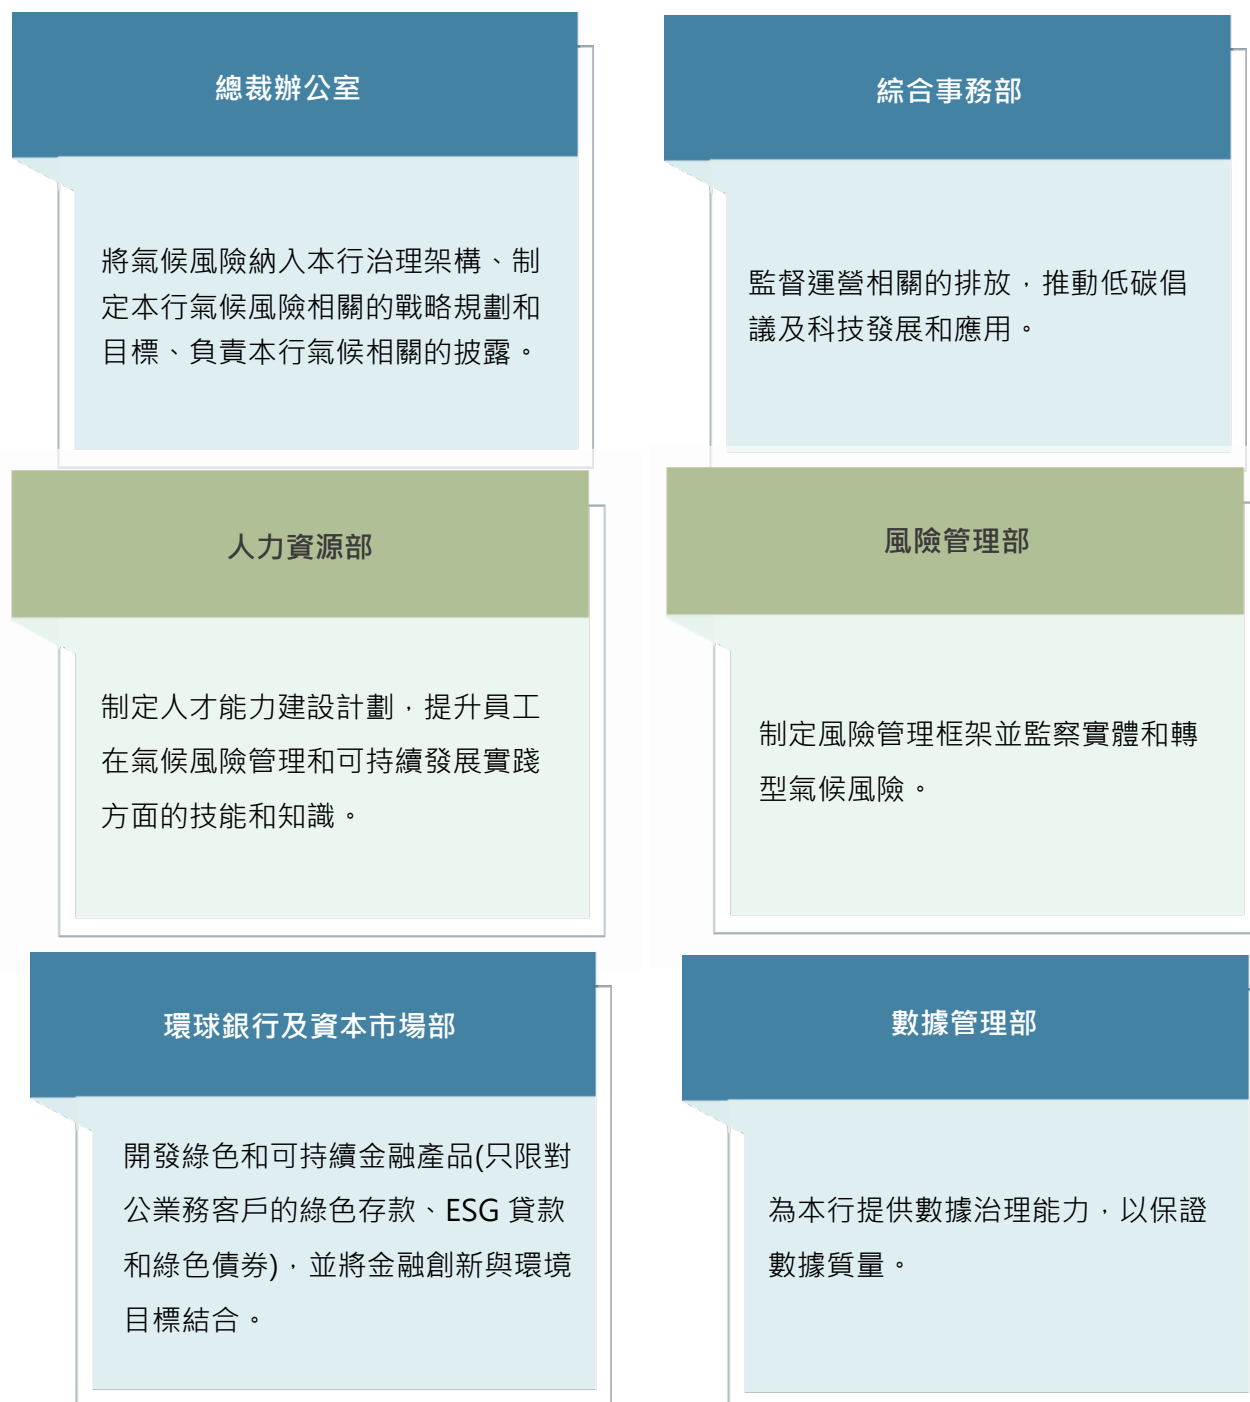 總裁辦公室
將氣候風險納入本行治理架構、制
定本行氣候風險相關的戰略規劃和
目標、負責本行氣候相關的披露。
綜合事務部
監督運營相關的排放，推動低碳倡
議及科技發展和應用。
人力資源部
制定人才能力建設計劃，提升員工
在氣候風險管理和可持續發展實踐
方面的技能和知識。
風險管理部
制定風險管理框架並監察實體和轉
型氣候風險。
環球銀行及資本市場部
開發綠色和可持續金融產品(只限對
公業務客戶的綠色存款、ESG 貸款
和綠色債券)，並將金融創新與環境
目標結合。
數據管理部
為本行提供數據治理能力，以保證
數據質量。